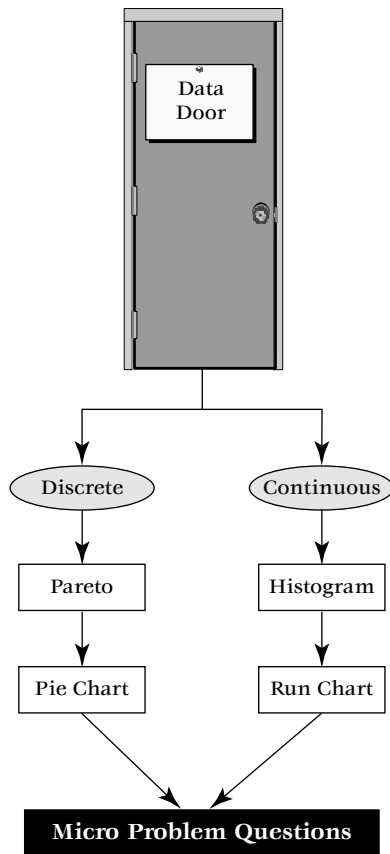 Data
Door
Discrete
Continuous
Pareto
Histogram
Pie Chart
Run Chart
Micro Problem Questions